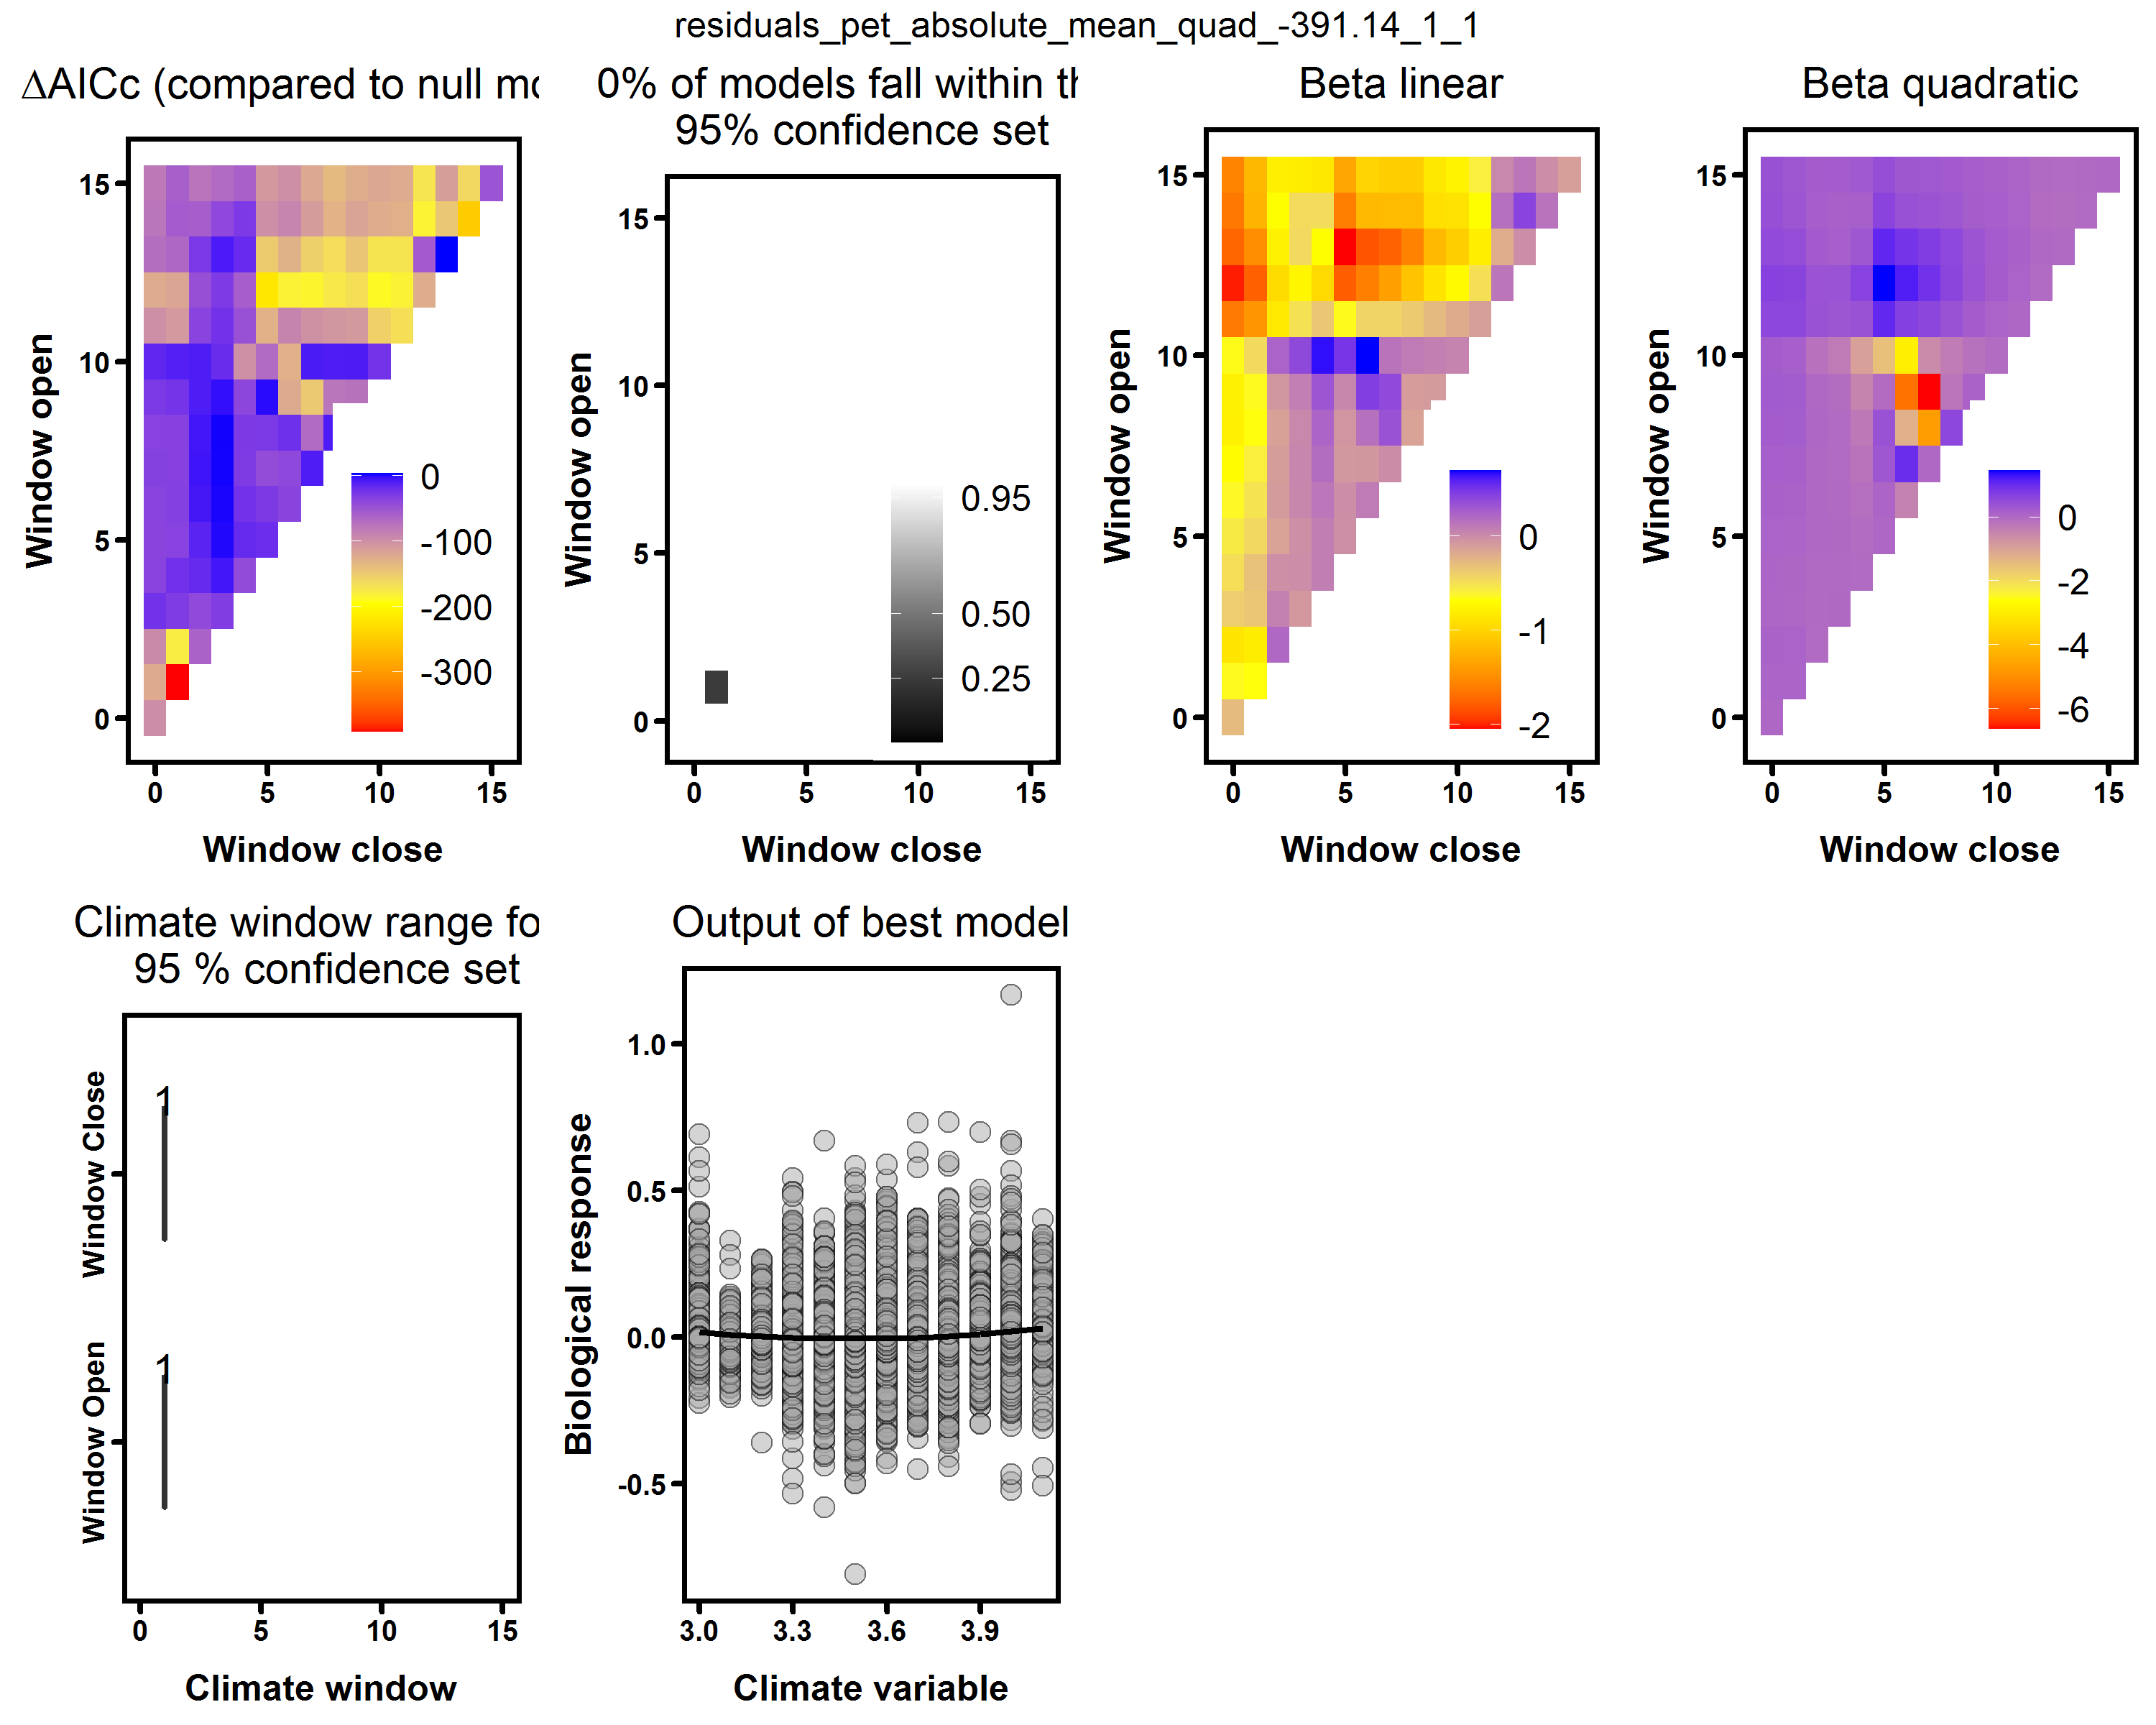 residuals_pet_absolute_mean_quad_-391.14_1_1
ΔAICc (compared to null mo
Window open
15
10
5
0
0
-100
-200
-300
0 5 10 15
Window close
0% of models fall within th
95% confidence set
Window open
15
10
5
0
0.95
0.50
0.25
0 5 10 15
Window close
Beta linear
Window open
15
10
5
0
0
-1
-2
0 5 10 15
Window close
Beta quadratic
Window open
15
10
5
0
0
-2
-4
-6
0 5 10 15
Window close
Climate window range fo
95 % confidence set
Window Close
1
Window Open
1
0 5 10 15
Climate window
Output of best model
Biological response
1.0
0.5
0.0
-0.5
3.0 3.3 3.6 3.9
Climate variable